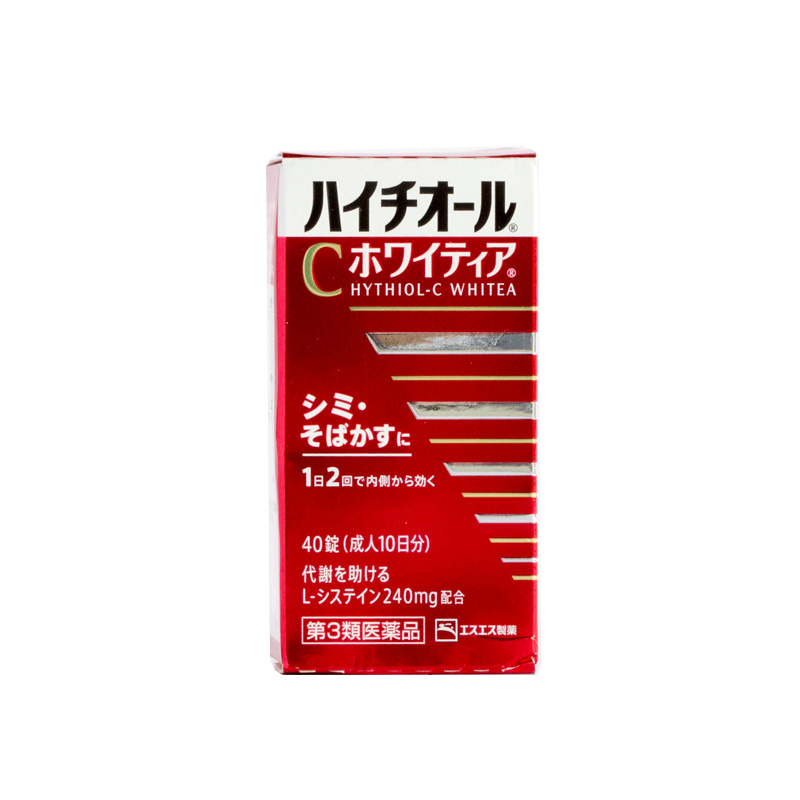 ハイチオール®
Cホワイティア®
HYTHIOL-C WHITEA
シミ・
そばかすに
1日2回で内側から効く
40錠(成人10日分)
代謝を助ける
L-システイン240mg配合
第3類医薬品 エスエス製薬